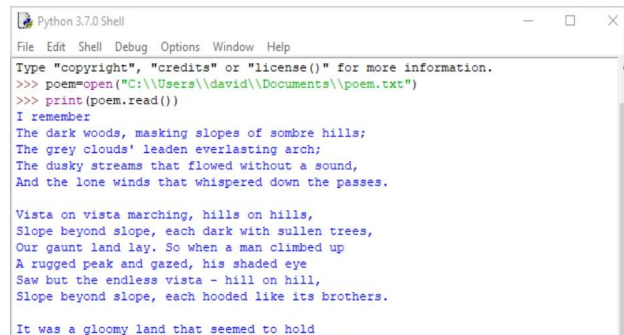 Python 3.7.0 Shell
File Edit Shell Debug Options Window Help
Type "copyright", "credits" or "license()" for more information.
>>> poem=open("C:\\Users\\david\\Documents\\poem.txt")
>>> print(poem.read())
I remember
The dark woods, masking slopes of sombre hills;
The grey clouds' leaden everlasting arch;
The dusky streams that flowed without a sound,
And the lone winds that whispered down the passes.

Vista on vista marching, hills on hills,
Slope beyond slope, each dark with sullen trees,
Our gaunt land lay. So when a man climbed up
A rugged peak and gazed, his shaded eye
Saw but the endless vista - hill on hill,
Slope beyond slope, each hooded like its brothers.

It was a gloomy land that seemed to hold